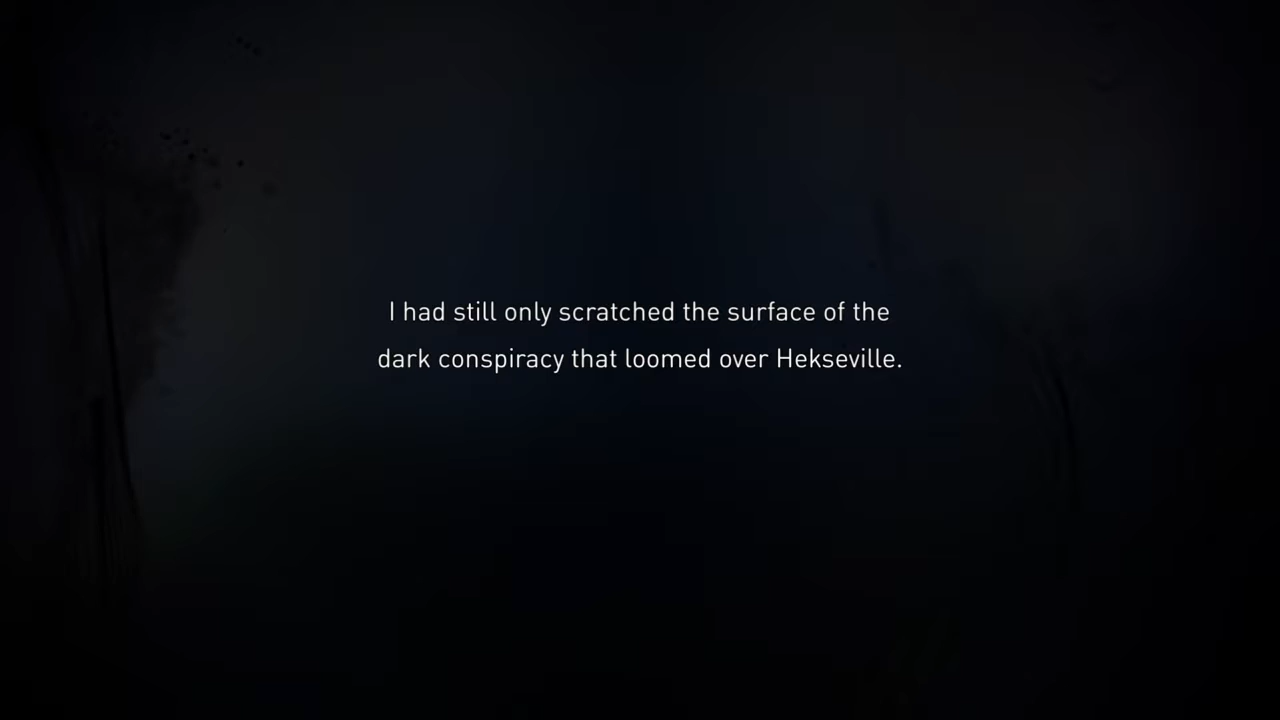 I had still only scratched the surface of the
dark conspiracy that loomed over Hekseville.